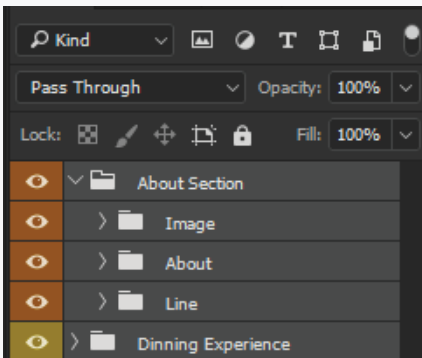 Kind T
Pass Through Opacity: 100%
Lock: Fill: 100%
About Section
Image
About
Line
Dinning Experience